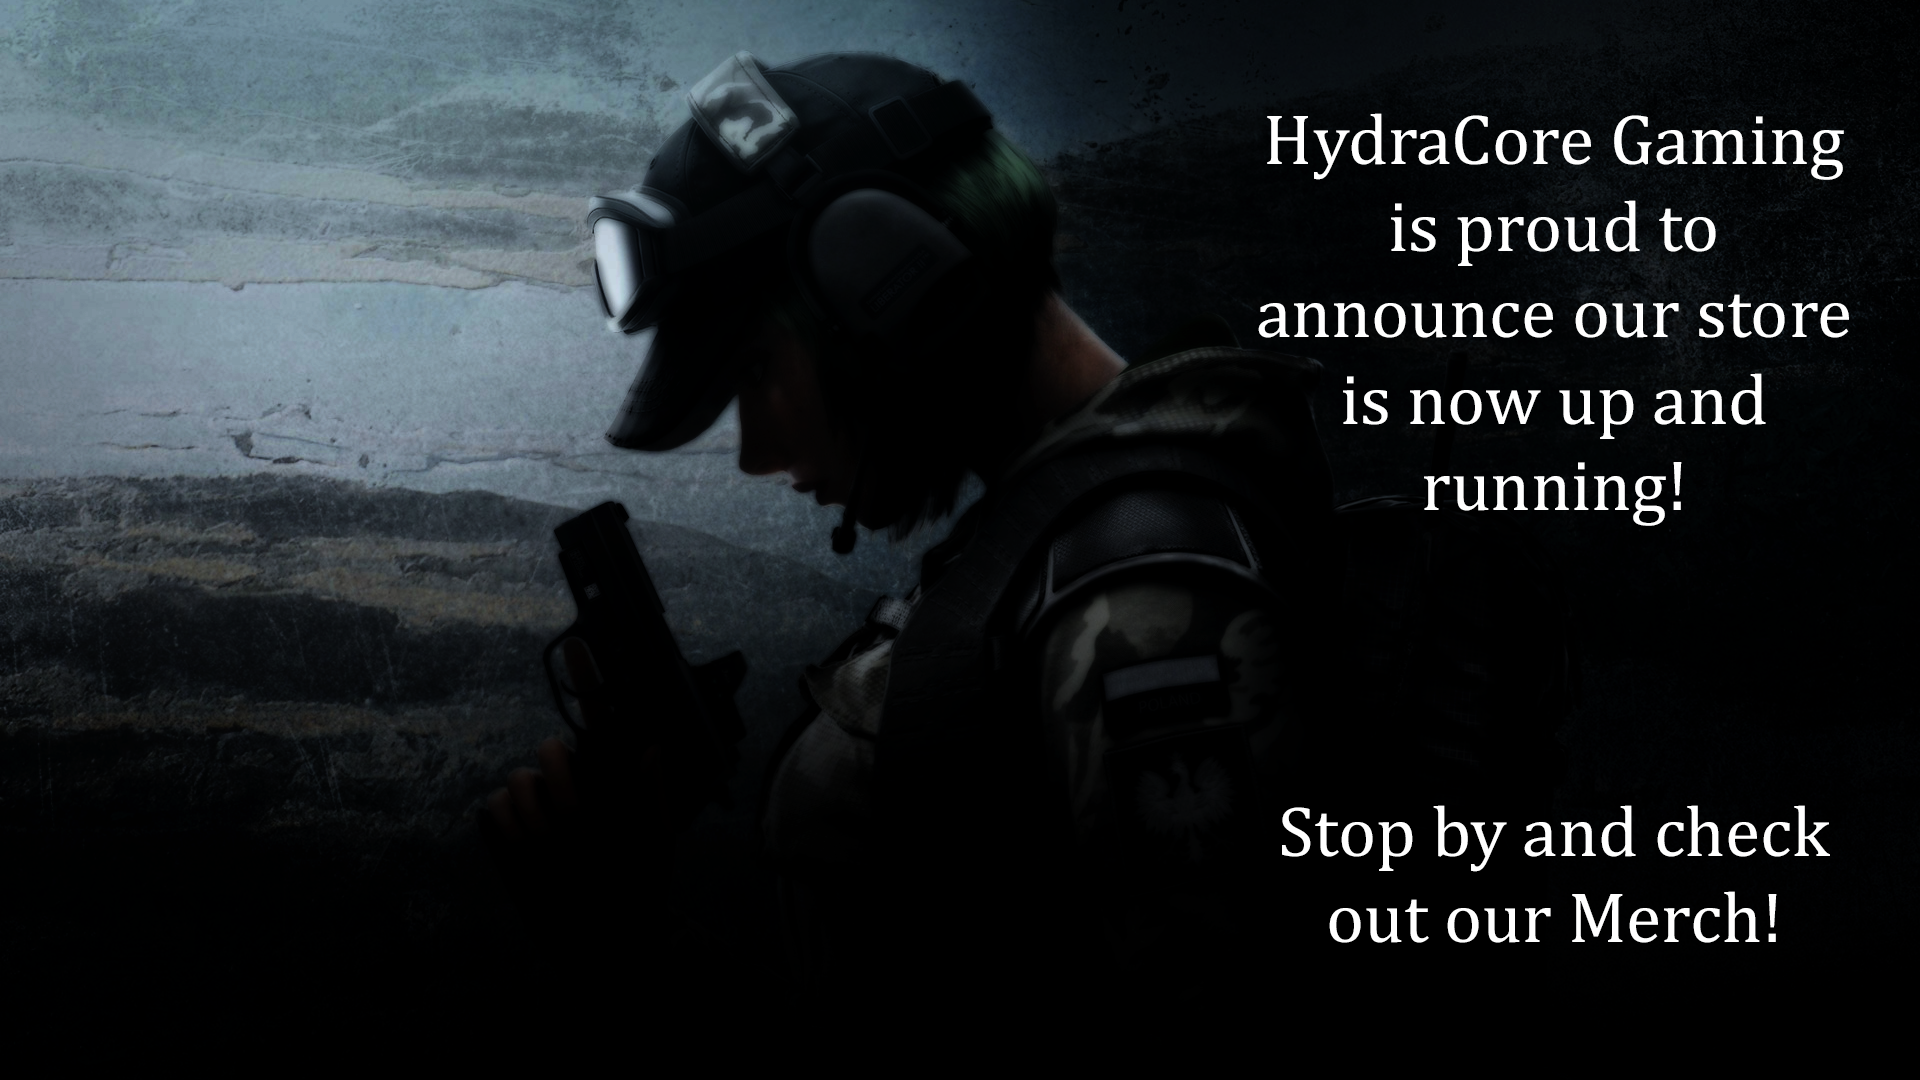 HydraCore Gaming
is proud to
announce our store
is now up and
running!
Stop by and check
out our Merch!